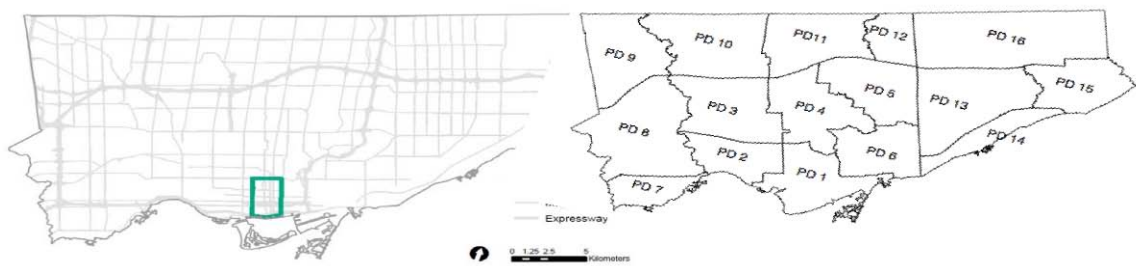 PD 10
PD11
PD 12
PD 16
PD 9
PD 5
PD 15
PD 3
PD 4
PD 13
PD 8
PD 14
PD 2
PD 6
PD 1
PD 7
Expressway
0 1.25 2.5 5
Kilometers